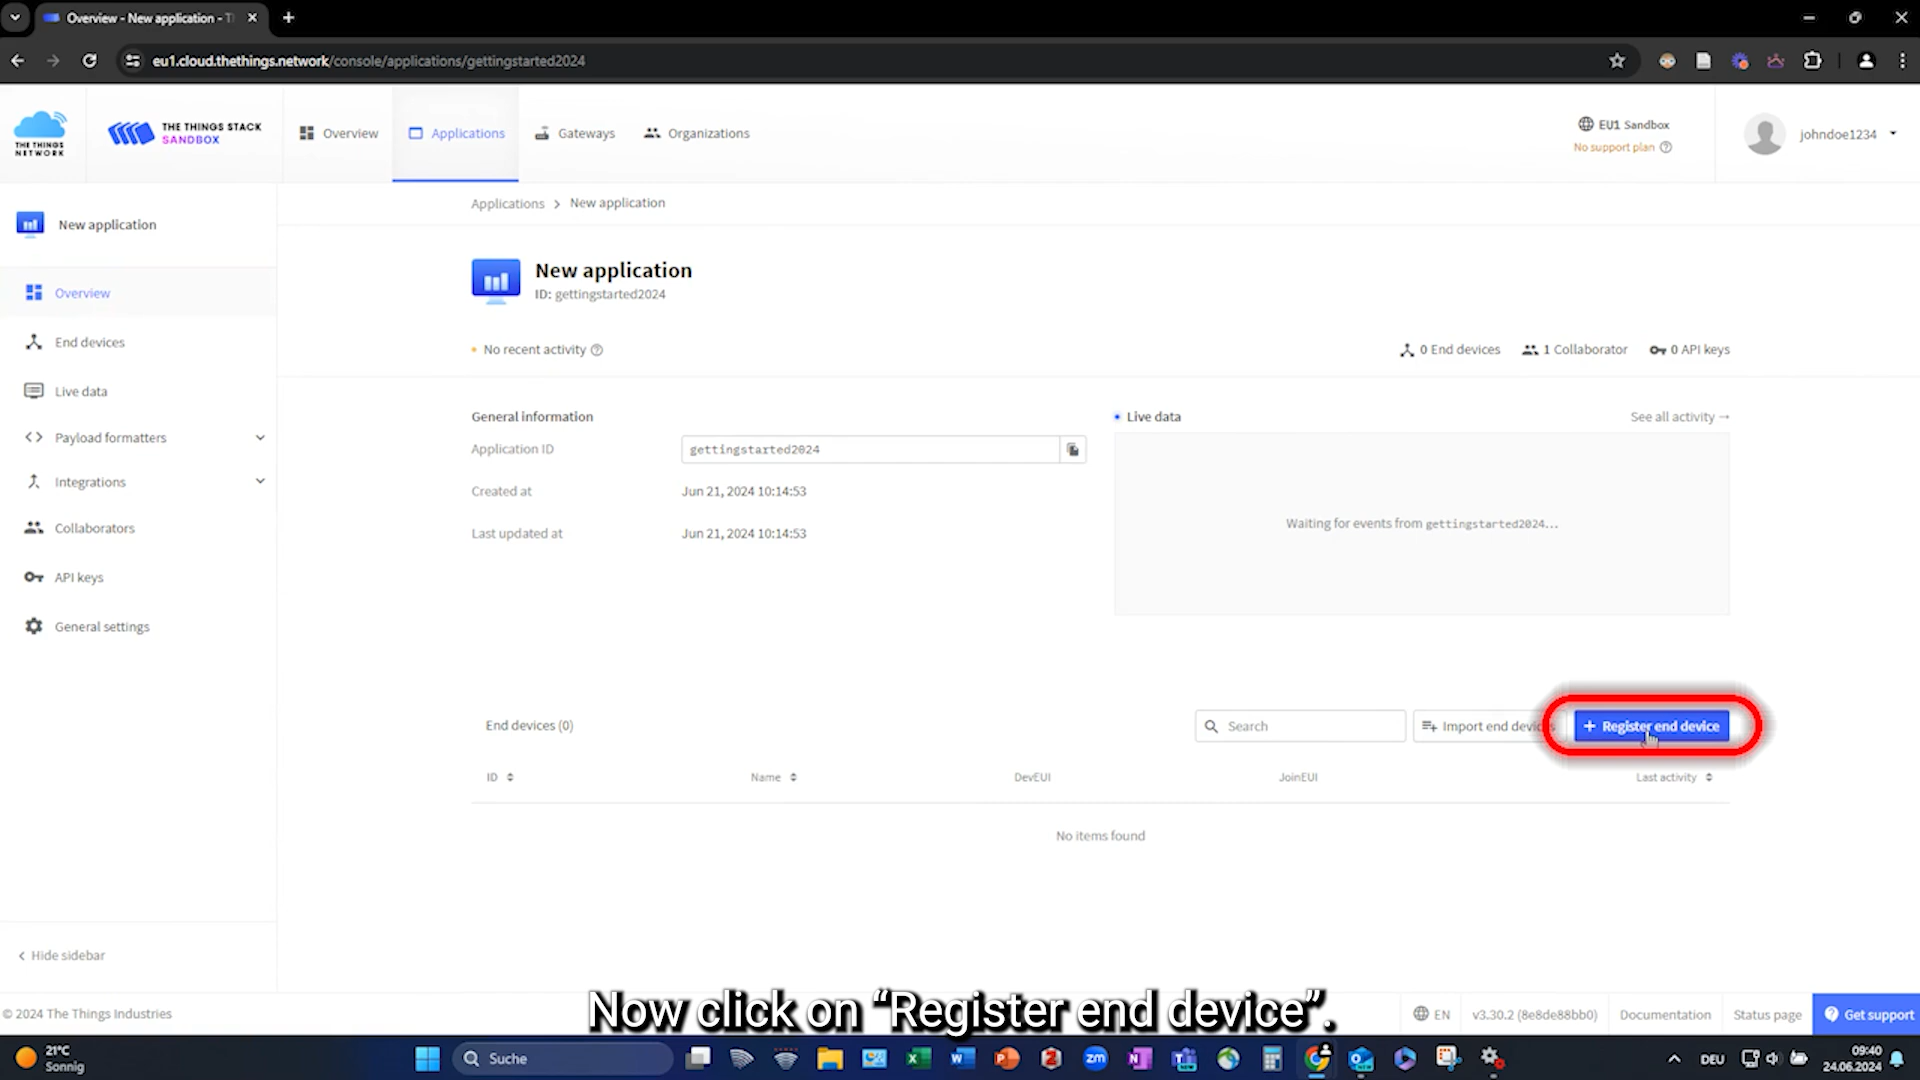 Overview - New application - T
eu1.cloud.thethings.network/console/applications/gettingstarted2024
THE THINGS NETWORK
THE THINGS STACK
SANDBOX
Overview
Applications
Gateways
Organizations
EU1 Sandbox
No support plan
johndoe1234
New application
Overview
End devices
Live data
Payload formatters
Integrations
Collaborators
API keys
General settings
Hide sidebar
Applications > New application
New application
ID: gettingstarted2024
No recent activity
0 End devices
1 Collaborator
0 API keys
General information
Application ID
gettingstarted2024
Created at
Jun 21, 2024 10:14:53
Last updated at
Jun 21, 2024 10:14:53
Live data
See all activity →
Waiting for events from gettingstarted2024...
End devices (0)
Search
Import end devices
+ Register end device
ID
Name
DevEUI
JoinEUI
Last activity
No items found
Now click on “Register end device”.
© 2024 The Things Industries
EN
v3.30.2 (8e8de88bb0)
Documentation
Status page
Get support
21°C
Sonnig
Suche
DEU
09:40
24.06.2024